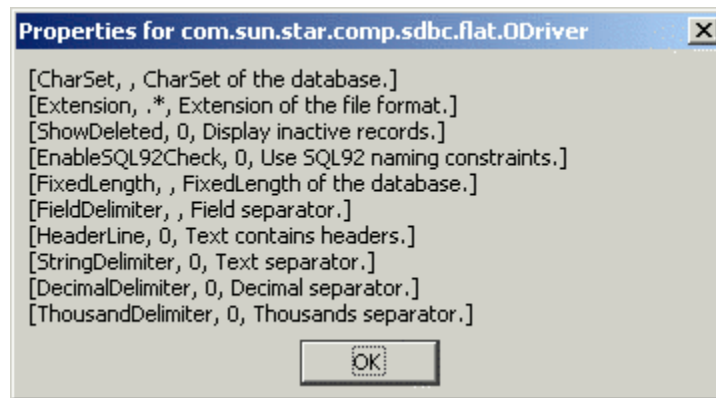 Properties for com.sun.star.comp.sdbc.flat.ODriver
[CharSet, , CharSet of the database.]
[Extension, .*, Extension of the file format.]
[ShowDeleted, 0, Display inactive records.]
[EnableSQL92Check, 0, Use SQL92 naming constraints.]
[FixedLength, , FixedLength of the database.]
[FieldDelimiter, , Field separator.]
[HeaderLine, 0, Text contains headers.]
[StringDelimiter, 0, Text separator.]
[DecimalDelimiter, 0, Decimal separator.]
[ThousandDelimiter, 0, Thousands separator.]
OK